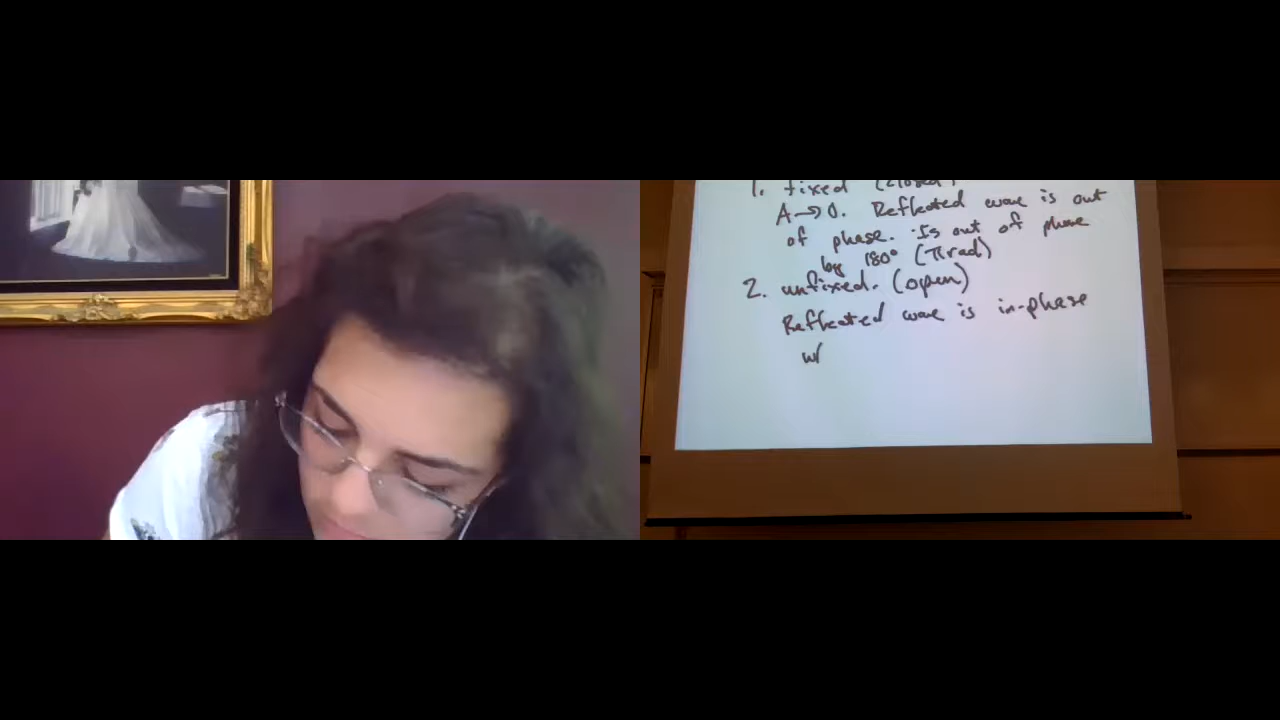 1. fixed (closed)
A→0. Reflected wave is out
of phase. Is out of phase
by 180° (π rad)
2. unfixed. (open)
Reflected wave is in-phase
w/